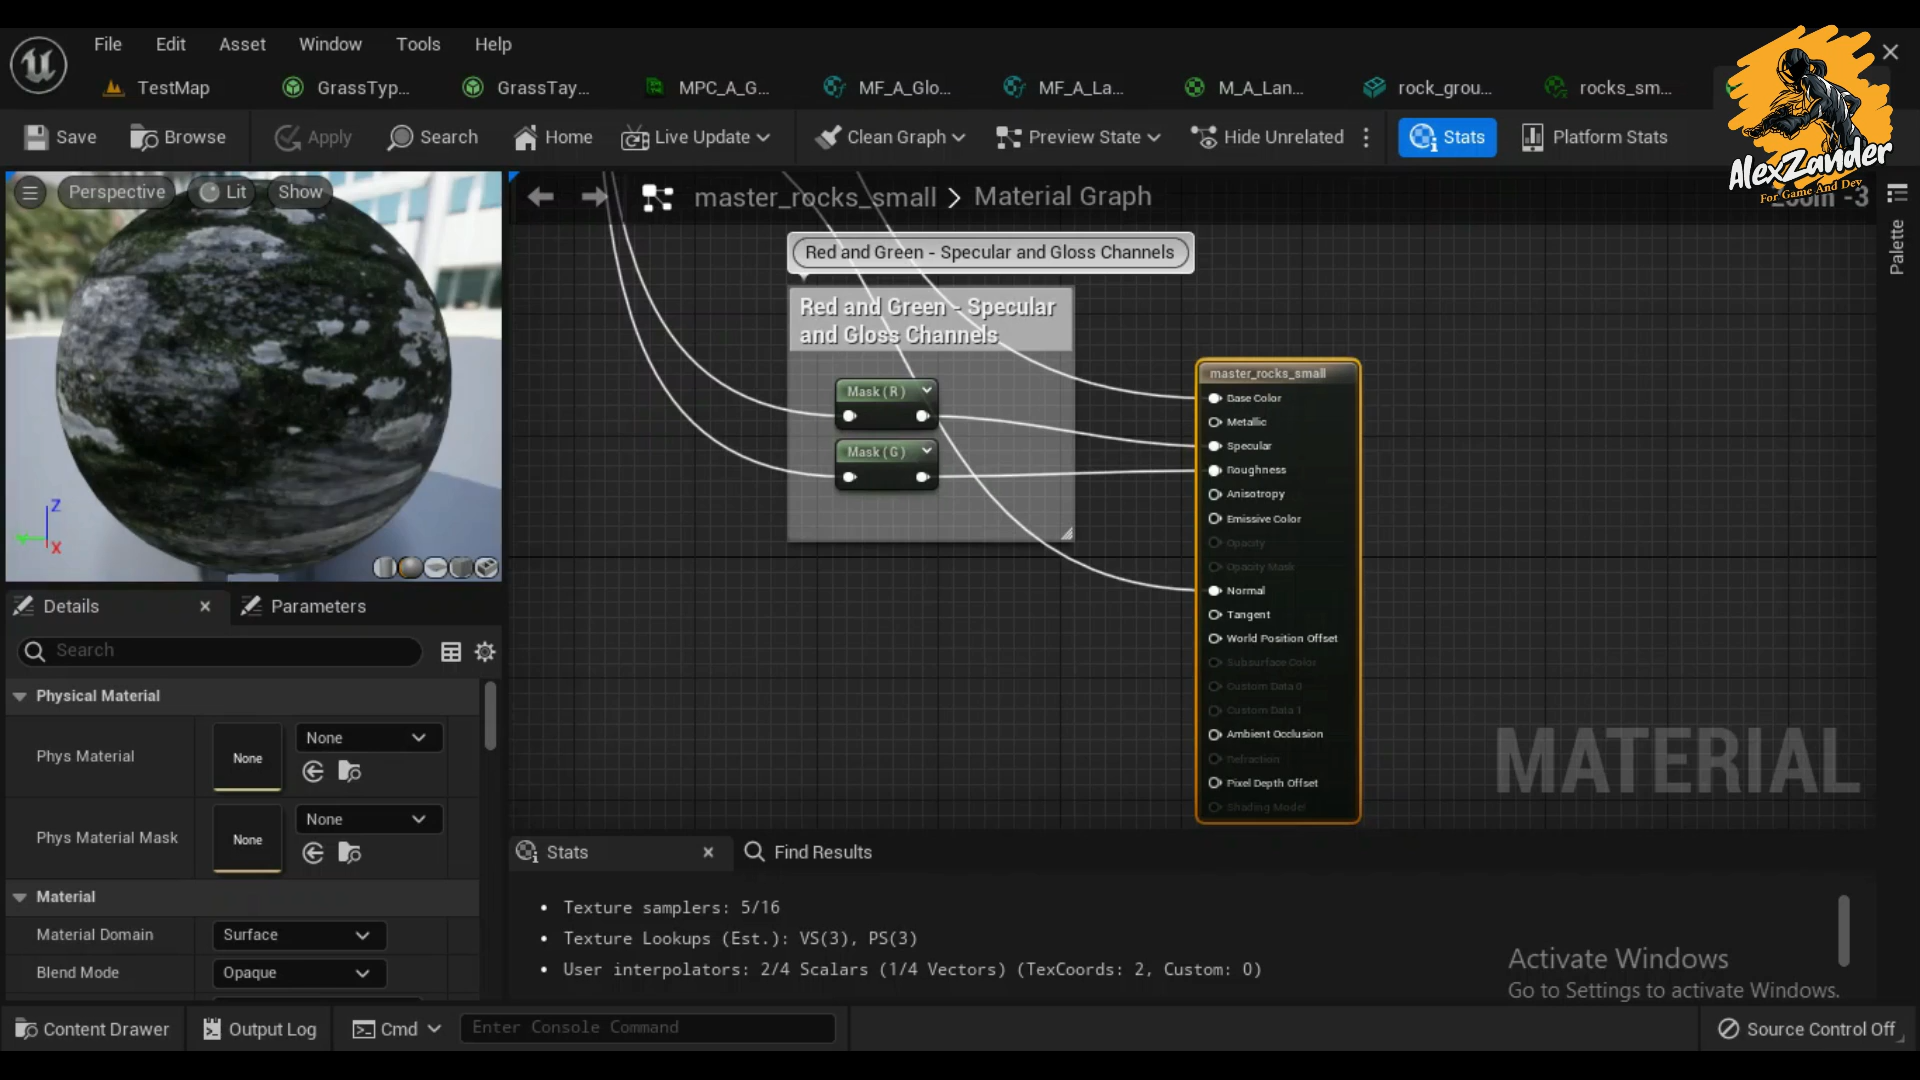 File Edit Asset Window Tools Help
TestMap GrassTyp... GrassTay... MPC_A_G... MF_A_Glo... MF_A_La... M_A_Lan... rock_grou... rocks_sm...
Save Browse Apply Search Home Live Update Clean Graph Preview State Hide Unrelated Stats Platform Stats
AlexZander
For Game And Dev
Perspective Lit Show
master_rocks_small > Material Graph
Zoom -3
Palette
Red and Green - Specular and Gloss Channels
Red and Green - Specular
and Gloss Channels
Mask ( R )
Mask ( G )
master_rocks_small
Base Color
Metallic
Specular
Roughness
Anisotropy
Emissive Color
Opacity
Opacity Mask
Normal
Tangent
World Position Offset
Subsurface Color
Custom Data 0
Custom Data 1
Ambient Occlusion
Refraction
Pixel Depth Offset
Shading Model
MATERIAL
Z
X
Details Parameters
Search
Physical Material
Phys Material None None
Phys Material Mask None None
Material
Material Domain Surface
Blend Mode Opaque
Stats Find Results
• Texture samplers: 5/16
• Texture Lookups (Est.): VS(3), PS(3)
• User interpolators: 2/4 Scalars (1/4 Vectors) (TexCoords: 2, Custom: 0)
Activate Windows
Go to Settings to activate Windows.
Content Drawer Output Log Cmd Enter Console Command Source Control Off